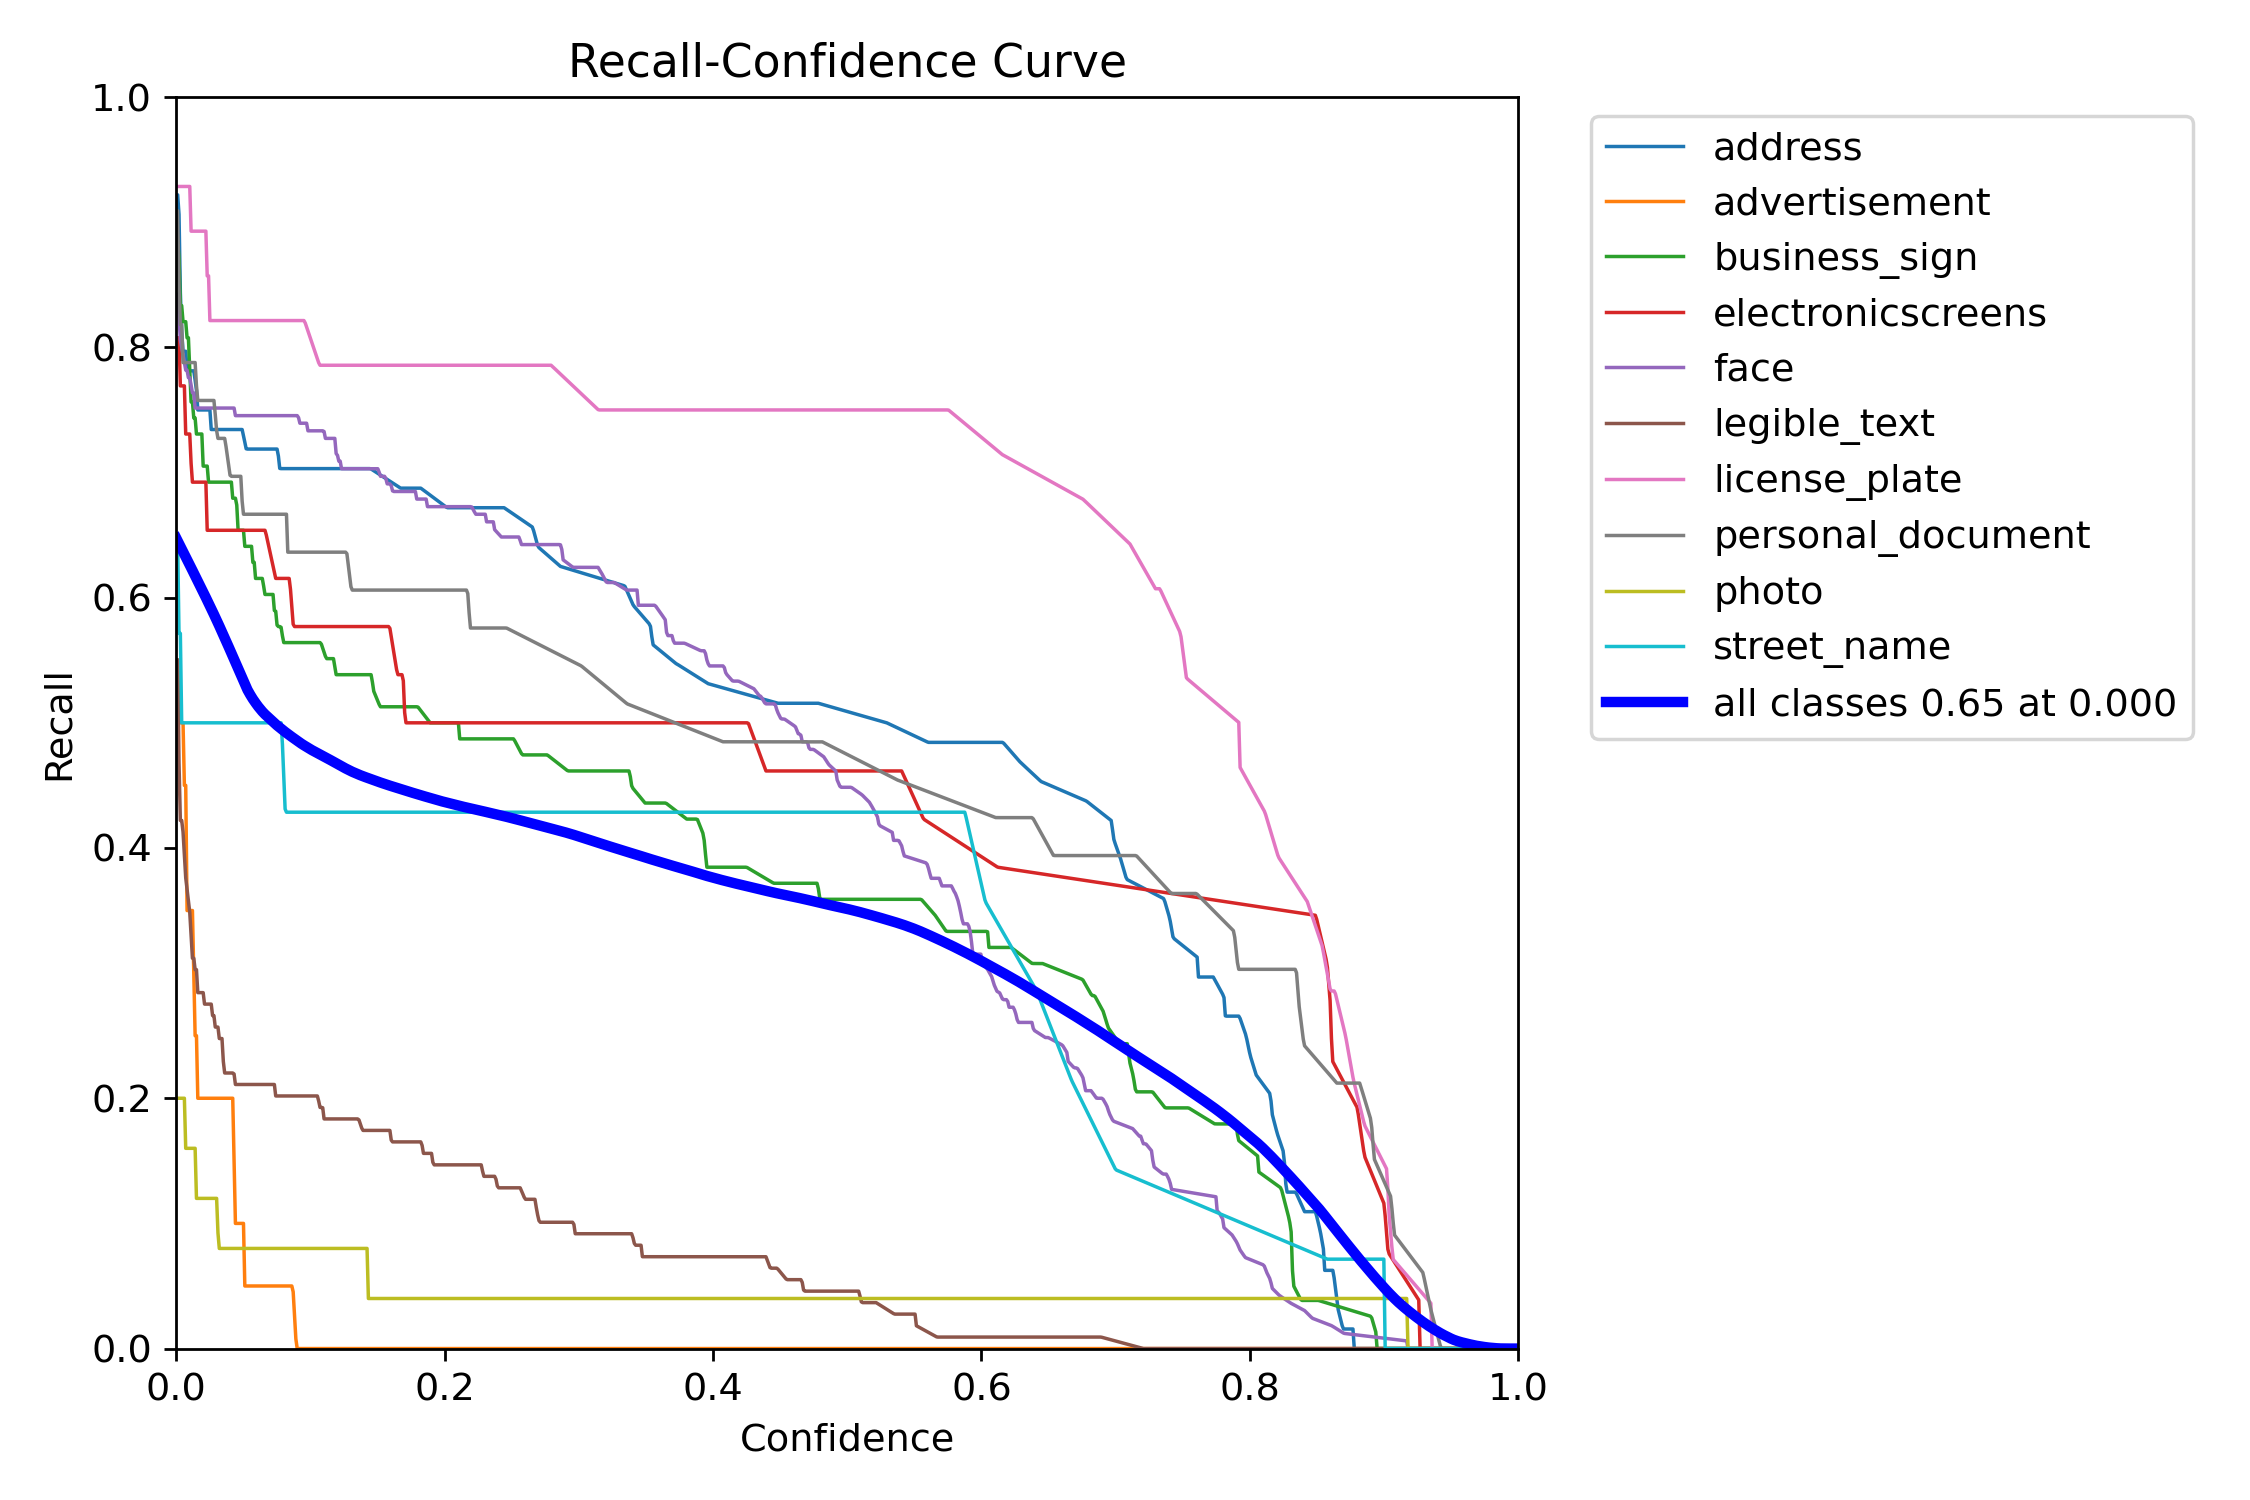 Recall-Confidence Curve
1.0
0.8
0.6
0.4
0.2
0.0
Recall
0.0 0.2 0.4 0.6 0.8 1.0
Confidence
address
advertisement
business_sign
electronicscreens
face
legible_text
license_plate
personal_document
photo
street_name
all classes 0.65 at 0.000